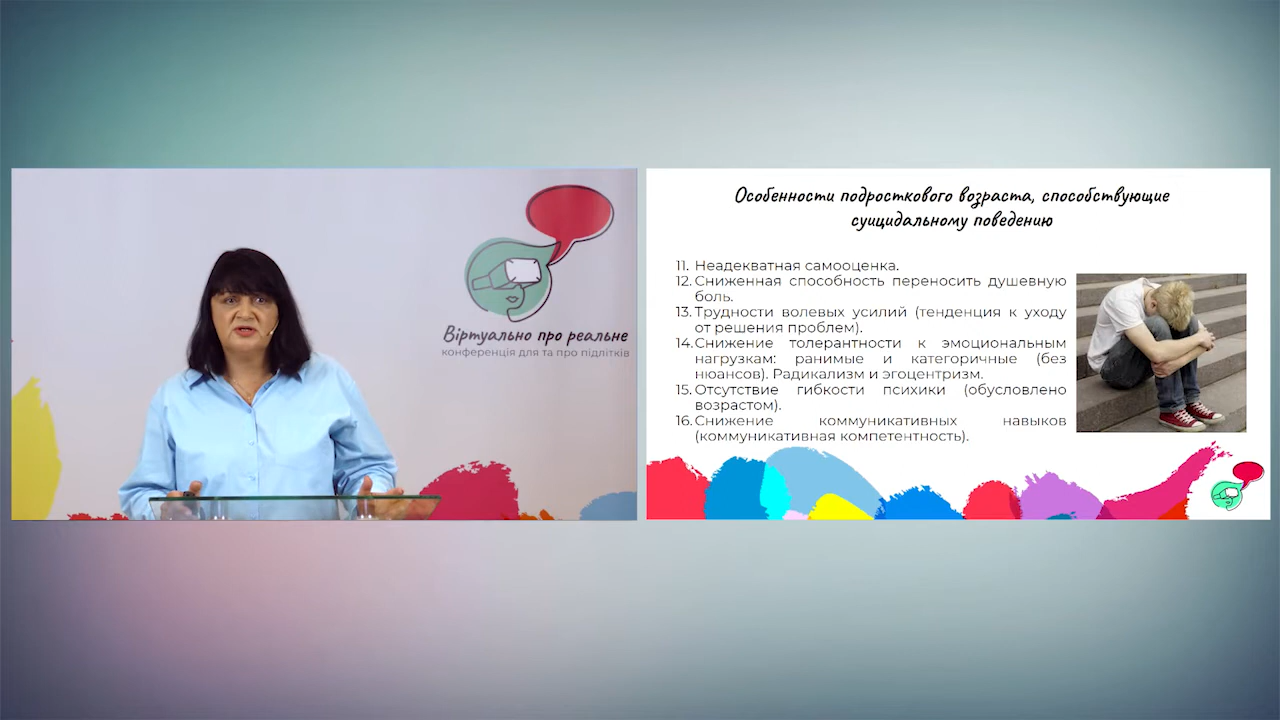 Віртуально про реальне
конференція для та про підлітків
Особенности подросткового возраста, способствующие
суицидальному поведению
11. Неадекватная самооценка.
12. Сниженная способность переносить душевную
боль.
13. Трудности волевых усилий (тенденция к уходу
от решения проблем).
14. Снижение толерантности к эмоциональным
нагрузкам: ранимые и категоричные (без
нюансов). Радикализм и эгоцентризм.
15. Отсутствие гибкости психики (обусловлено
возрастом).
16. Снижение коммуникативных навыков
(коммуникативная компетентность).